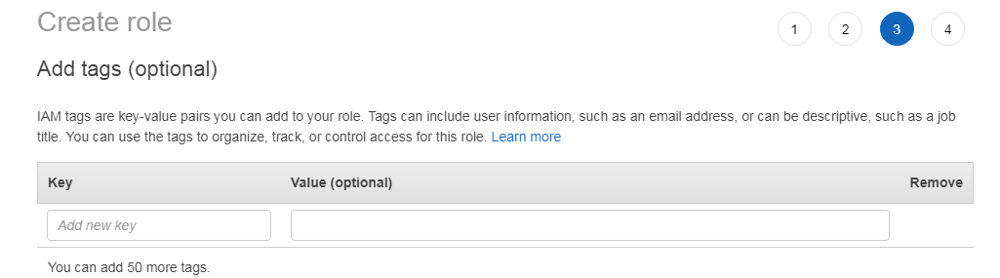 Create role
1 2 3 4
Add tags (optional)
IAM tags are key-value pairs you can add to your role. Tags can include user information, such as an email address, or can be descriptive, such as a job
title. You can use the tags to organize, track, or control access for this role. Learn more
Key Value (optional) Remove
Add new key
You can add 50 more tags.